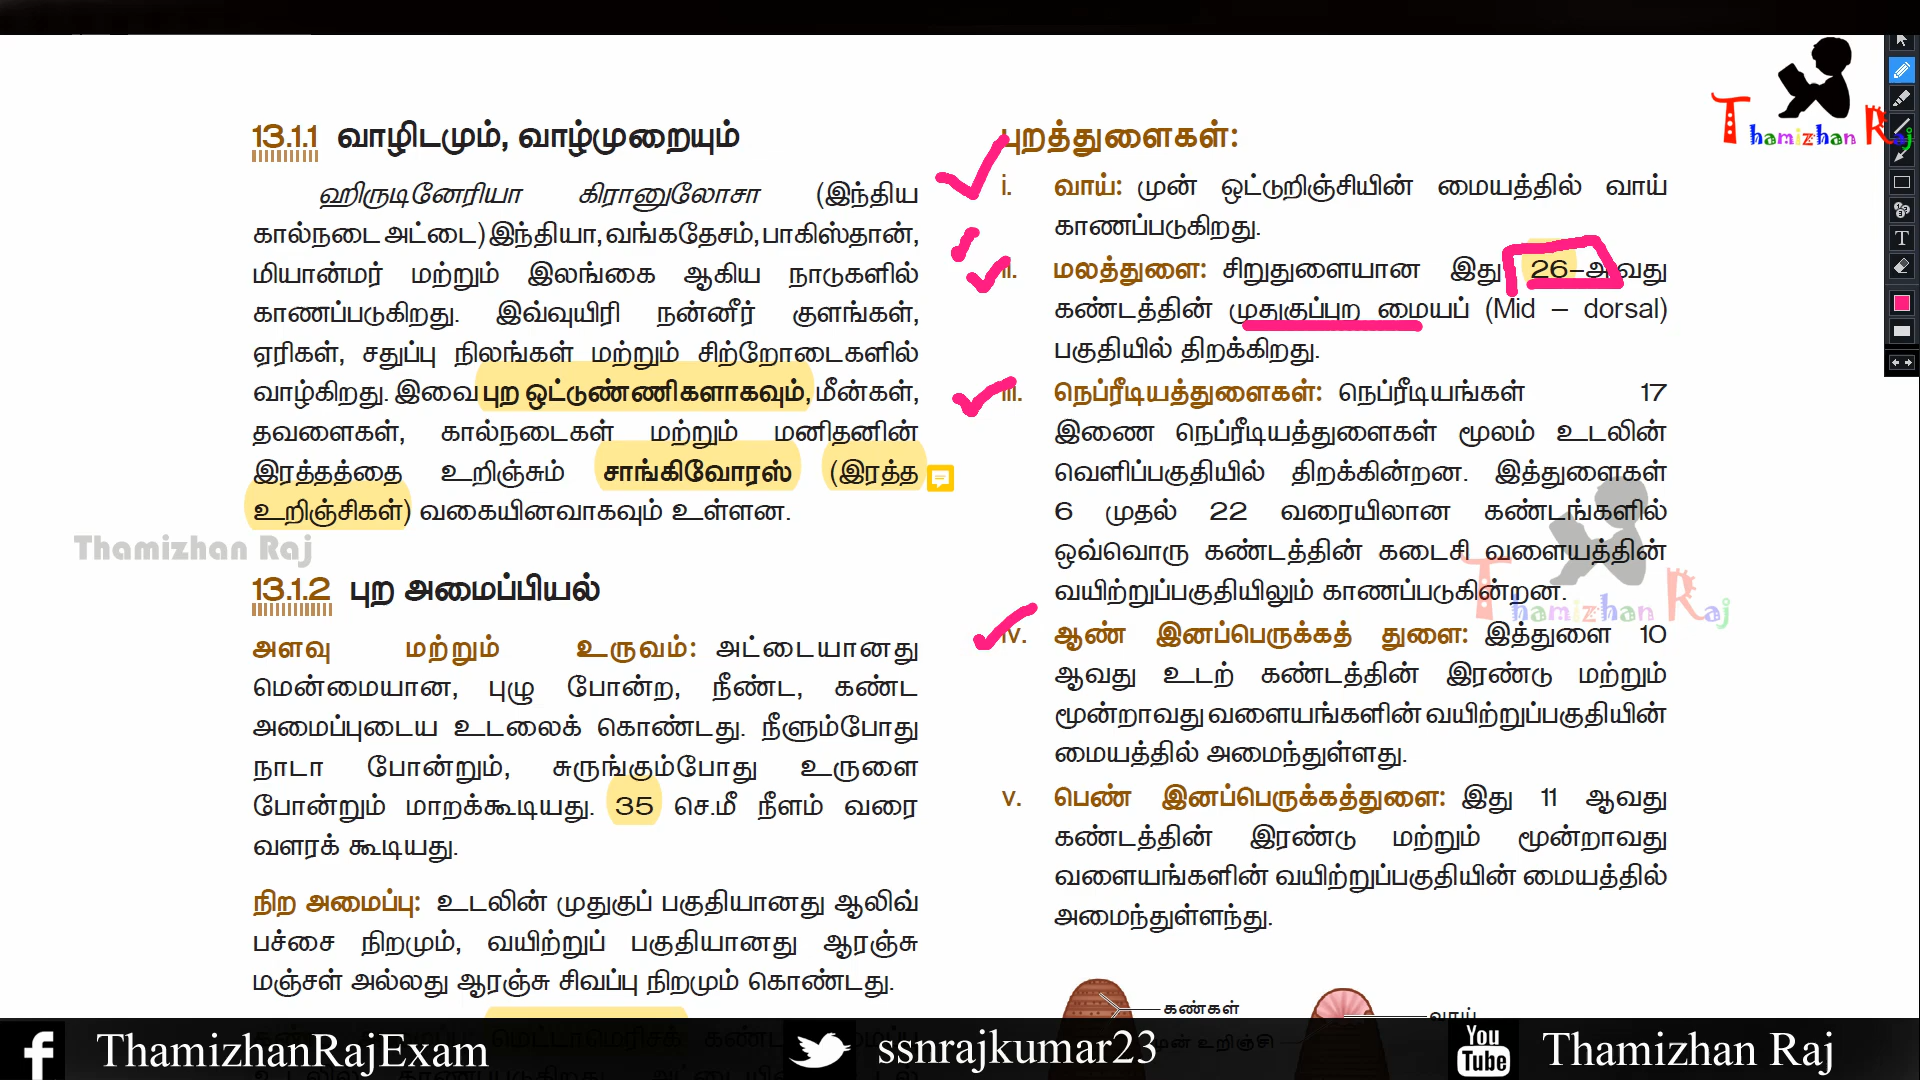 13.1.1 வாழிடமும், வாழ்முறையும்
ஹிருடினேரியா கிரானுலோசா (இந்திய
கால்நடை அட்டை) இந்தியா, வங்கதேசம், பாகிஸ்தான்,
மியான்மர் மற்றும் இலங்கை ஆகிய நாடுகளில்
காணப்படுகிறது. இவ்வுயிரி நன்னீர் குளங்கள்,
ஏரிகள், சதுப்பு நிலங்கள் மற்றும் சிற்றோடைகளில்
வாழ்கிறது. இவை புற ஒட்டுண்ணிகளாகவும், மீன்கள்,
தவளைகள், கால்நடைகள் மற்றும் மனிதனின்
இரத்தத்தை உறிஞ்சும் சாங்கிவோரஸ் (இரத்த
உறிஞ்சிகள்) வகையினவாகவும் உள்ளன.
Thamizhan Raj
13.1.2 புற அமைப்பியல்
அளவு மற்றும் உருவம்: அட்டையானது
மென்மையான, புழு போன்ற, நீண்ட, கண்ட
அமைப்புடைய உடலைக் கொண்டது. நீளும்போது
நாடா போன்றும், சுருங்கும்போது உருளை
போன்றும் மாறக்கூடியது. 35 செ.மீ நீளம் வரை
வளரக் கூடியது.
நிற அமைப்பு: உடலின் முதுகுப் பகுதியானது ஆலிவ்
பச்சை நிறமும், வயிற்றுப் பகுதியானது ஆரஞ்சு
மஞ்சள் அல்லது ஆரஞ்சு சிவப்பு நிறமும் கொண்டது.
புறத்துளைகள்:
i. வாய்: முன் ஒட்டுறிஞ்சியின் மையத்தில் வாய்
காணப்படுகிறது.
ii. மலத்துளை: சிறுதுளையான இது 26–ஆவது
கண்டத்தின் முதுகுப்புற மையப் (Mid – dorsal)
பகுதியில் திறக்கிறது.
iii. நெப்ரீடியத்துளைகள்: நெப்ரீடியங்கள் 17
இணை நெப்ரீடியத்துளைகள் மூலம் உடலின்
வெளிப்பகுதியில் திறக்கின்றன. இத்துளைகள்
6 முதல் 22 வரையிலான கண்டங்களில்
ஒவ்வொரு கண்டத்தின் கடைசி வளையத்தின்
வயிற்றுப்பகுதியிலும் காணப்படுகின்றன.
iv. ஆண் இனப்பெருக்கத் துளை: இத்துளை 10
ஆவது உடற் கண்டத்தின் இரண்டு மற்றும்
மூன்றாவது வளையங்களின் வயிற்றுப்பகுதியின்
மையத்தில் அமைந்துள்ளது.
v. பெண் இனப்பெருக்கத்துளை: இது 11 ஆவது
கண்டத்தின் இரண்டு மற்றும் மூன்றாவது
வளையங்களின் வயிற்றுப்பகுதியின் மையத்தில்
அமைந்துள்ளந்து.
கண்கள்
வாய்
Thamizhan Raj
Thamizhan Raj
ThamizhanRajExam
ssnrajkumar23
You Tube
Thamizhan Raj